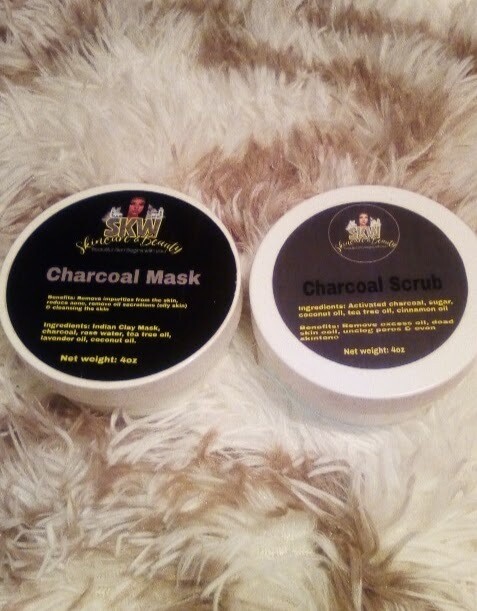 SKW
Skincare & Beauty
Charcoal Mask
Benefits: Remove impurities from the skin,
reduce acne, remove oil secretions (oily skin)
& cleansing the skin
Ingredients: Indian Clay Mask,
charcoal, rose water, tea tree oil,
lavender oil, coconut oil.
Net weight: 4oz
SKW
Skincare & Beauty
Charcoal Scrub
Ingredients: Activated charcoal, sugar,
coconut oil, tea tree oil, cinnamon oil
Benefits: Remove excess oil, dead
skin cell, unclog pores & even
skintone
Net weight: 4oz